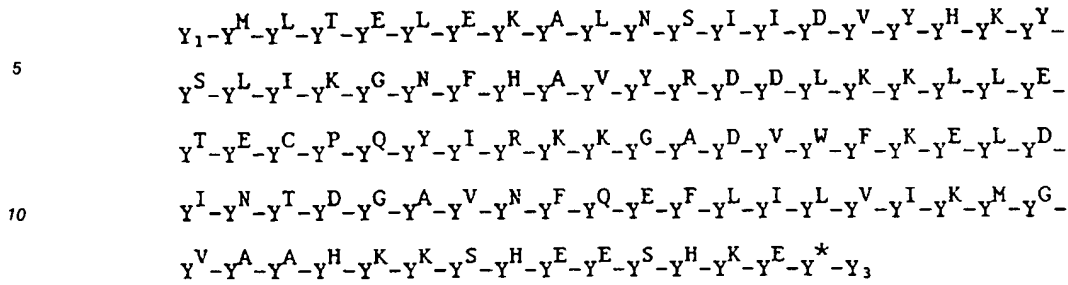 Y₁-Yᴹ-Yᴸ-Yᵀ-Yᴱ-Yᴸ-Yᴱ-Yᴷ-Yᴬ-Yᴸ-Yᴺ-Yˢ-Yᴵ-Yᴵ-Yᴰ-Yⱽ-Yʸ-Yᴴ-Yᴷ-Yʸ-
5 Yˢ-Yᴸ-Yᴵ-Yᴷ-Yᴳ-Yᴺ-Yᶠ-Yᴴ-Yᴬ-Yⱽ-Yʸ-Yᴿ-Yᴰ-Yᴰ-Yᴸ-Yᴷ-Yᴷ-Yᴸ-Yᴸ-Yᴱ-
Yᵀ-Yᴱ-Yᶜ-Yᴾ-Y^Q-Yʸ-Yᴵ-Yᴿ-Yᴷ-Yᴷ-Yᴳ-Yᴬ-Yᴰ-Yⱽ-Yᵂ-Yᶠ-Yᴷ-Yᴱ-Yᴸ-Yᴰ-
10 Yᴵ-Yᴺ-Yᵀ-Yᴰ-Yᴳ-Yᴬ-Yⱽ-Yᴺ-Yᶠ-Y^Q-Yᴱ-Yᶠ-Yᴸ-Yᴵ-Yᴸ-Yⱽ-Yᴵ-Yᴷ-Yᴹ-Yᴳ-
Yⱽ-Yᴬ-Yᴬ-Yᴴ-Yᴷ-Yᴷ-Yˢ-Yᴴ-Yᴱ-Yᴱ-Yˢ-Yᴴ-Yᴷ-Yᴱ-Y*-Y₃